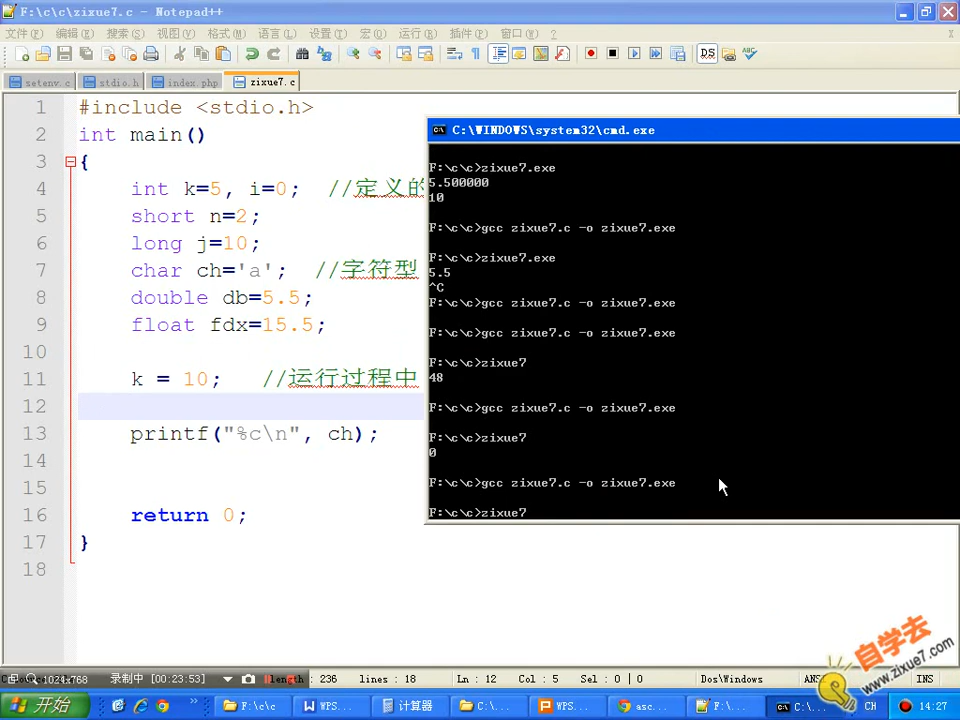 F:\c\c\zixue7.c - Notepad++
文件(F) 编辑(E) 搜索(S) 视图(V) 格式(M) 语言(L) 设置(T) 宏(O) 运行(R) 插件(P) 窗口(W) ?
setenv.c stdio.h index.php zixue7.c
1 #include <stdio.h>
2 int main()
3 {
4 int k=5, i=0; //定义的
5 short n=2;
6 long j=10;
7 char ch='a'; //字符型
8 double db=5.5;
9 float fdx=15.5;
10
11 k = 10; //运行过程中
12
13 printf("%c\n", ch);
14
15
16 return 0;
17 }
18
C:\WINDOWS\system32\cmd.exe
F:\c\c>zixue7.exe
5.500000
10
F:\c\c>gcc zixue7.c -o zixue7.exe
F:\c\c>zixue7.exe
5.5
^C
F:\c\c>gcc zixue7.c -o zixue7.exe
F:\c\c>gcc zixue7.c -o zixue7.exe
F:\c\c>zixue7
48
F:\c\c>gcc zixue7.c -o zixue7.exe
F:\c\c>zixue7
0
F:\c\c>gcc zixue7.c -o zixue7.exe
F:\c\c>zixue7
自学去
www.zixue7.com
1024x768 录制中 [00:23:53] length : 236 lines : 18 Ln : 12 Col : 5 Sel : 0 | 0 Dos\Windows INS
开始 F:\c\c WPS... 计算器 C:\... WPS... asc... F:\... C:\... CH 14:27